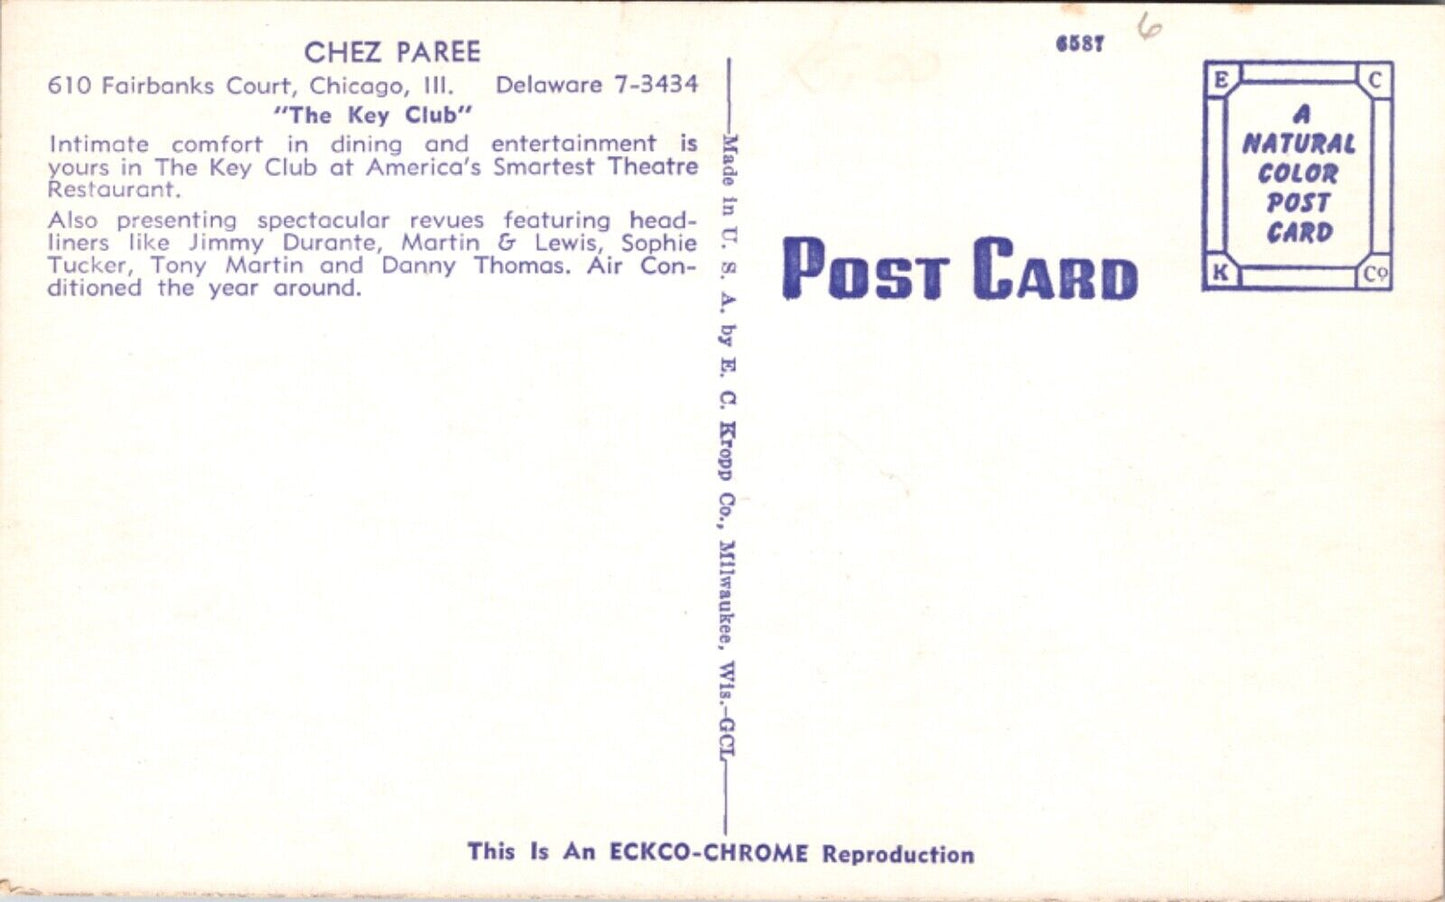 CHEZ PAREE
610 Fairbanks Court, Chicago, Ill. Delaware 7-3434
"The Key Club"
Intimate comfort in dining and entertainment is
yours in The Key Club at America's Smartest Theatre
Restaurant.
Also presenting spectacular revues featuring head-
liners like Jimmy Durante, Martin & Lewis, Sophie
Tucker, Tony Martin and Danny Thomas. Air Con-
ditioned the year around.
Made in U. S. A. by E. C. Kropp Co., Milwaukee, Wis.-GCL
6587
6
POST CARD
E C
A
NATURAL
COLOR
POST
CARD
K Co
This Is An ECKCO-CHROME Reproduction